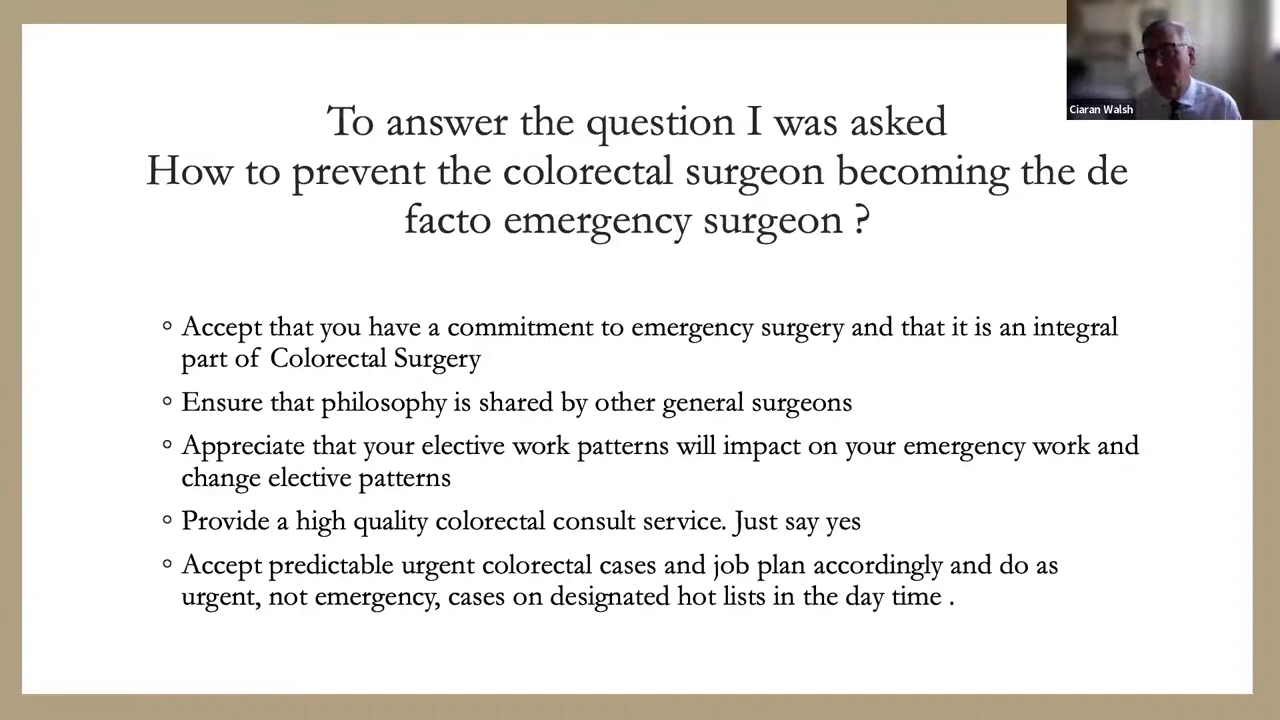 Ciaran Walsh
To answer the question I was asked
How to prevent the colorectal surgeon becoming the de
facto emergency surgeon ?
◦ Accept that you have a commitment to emergency surgery and that it is an integral
part of Colorectal Surgery
◦ Ensure that philosophy is shared by other general surgeons
◦ Appreciate that your elective work patterns will impact on your emergency work and
change elective patterns
◦ Provide a high quality colorectal consult service. Just say yes
◦ Accept predictable urgent colorectal cases and job plan accordingly and do as
urgent, not emergency, cases on designated hot lists in the day time .